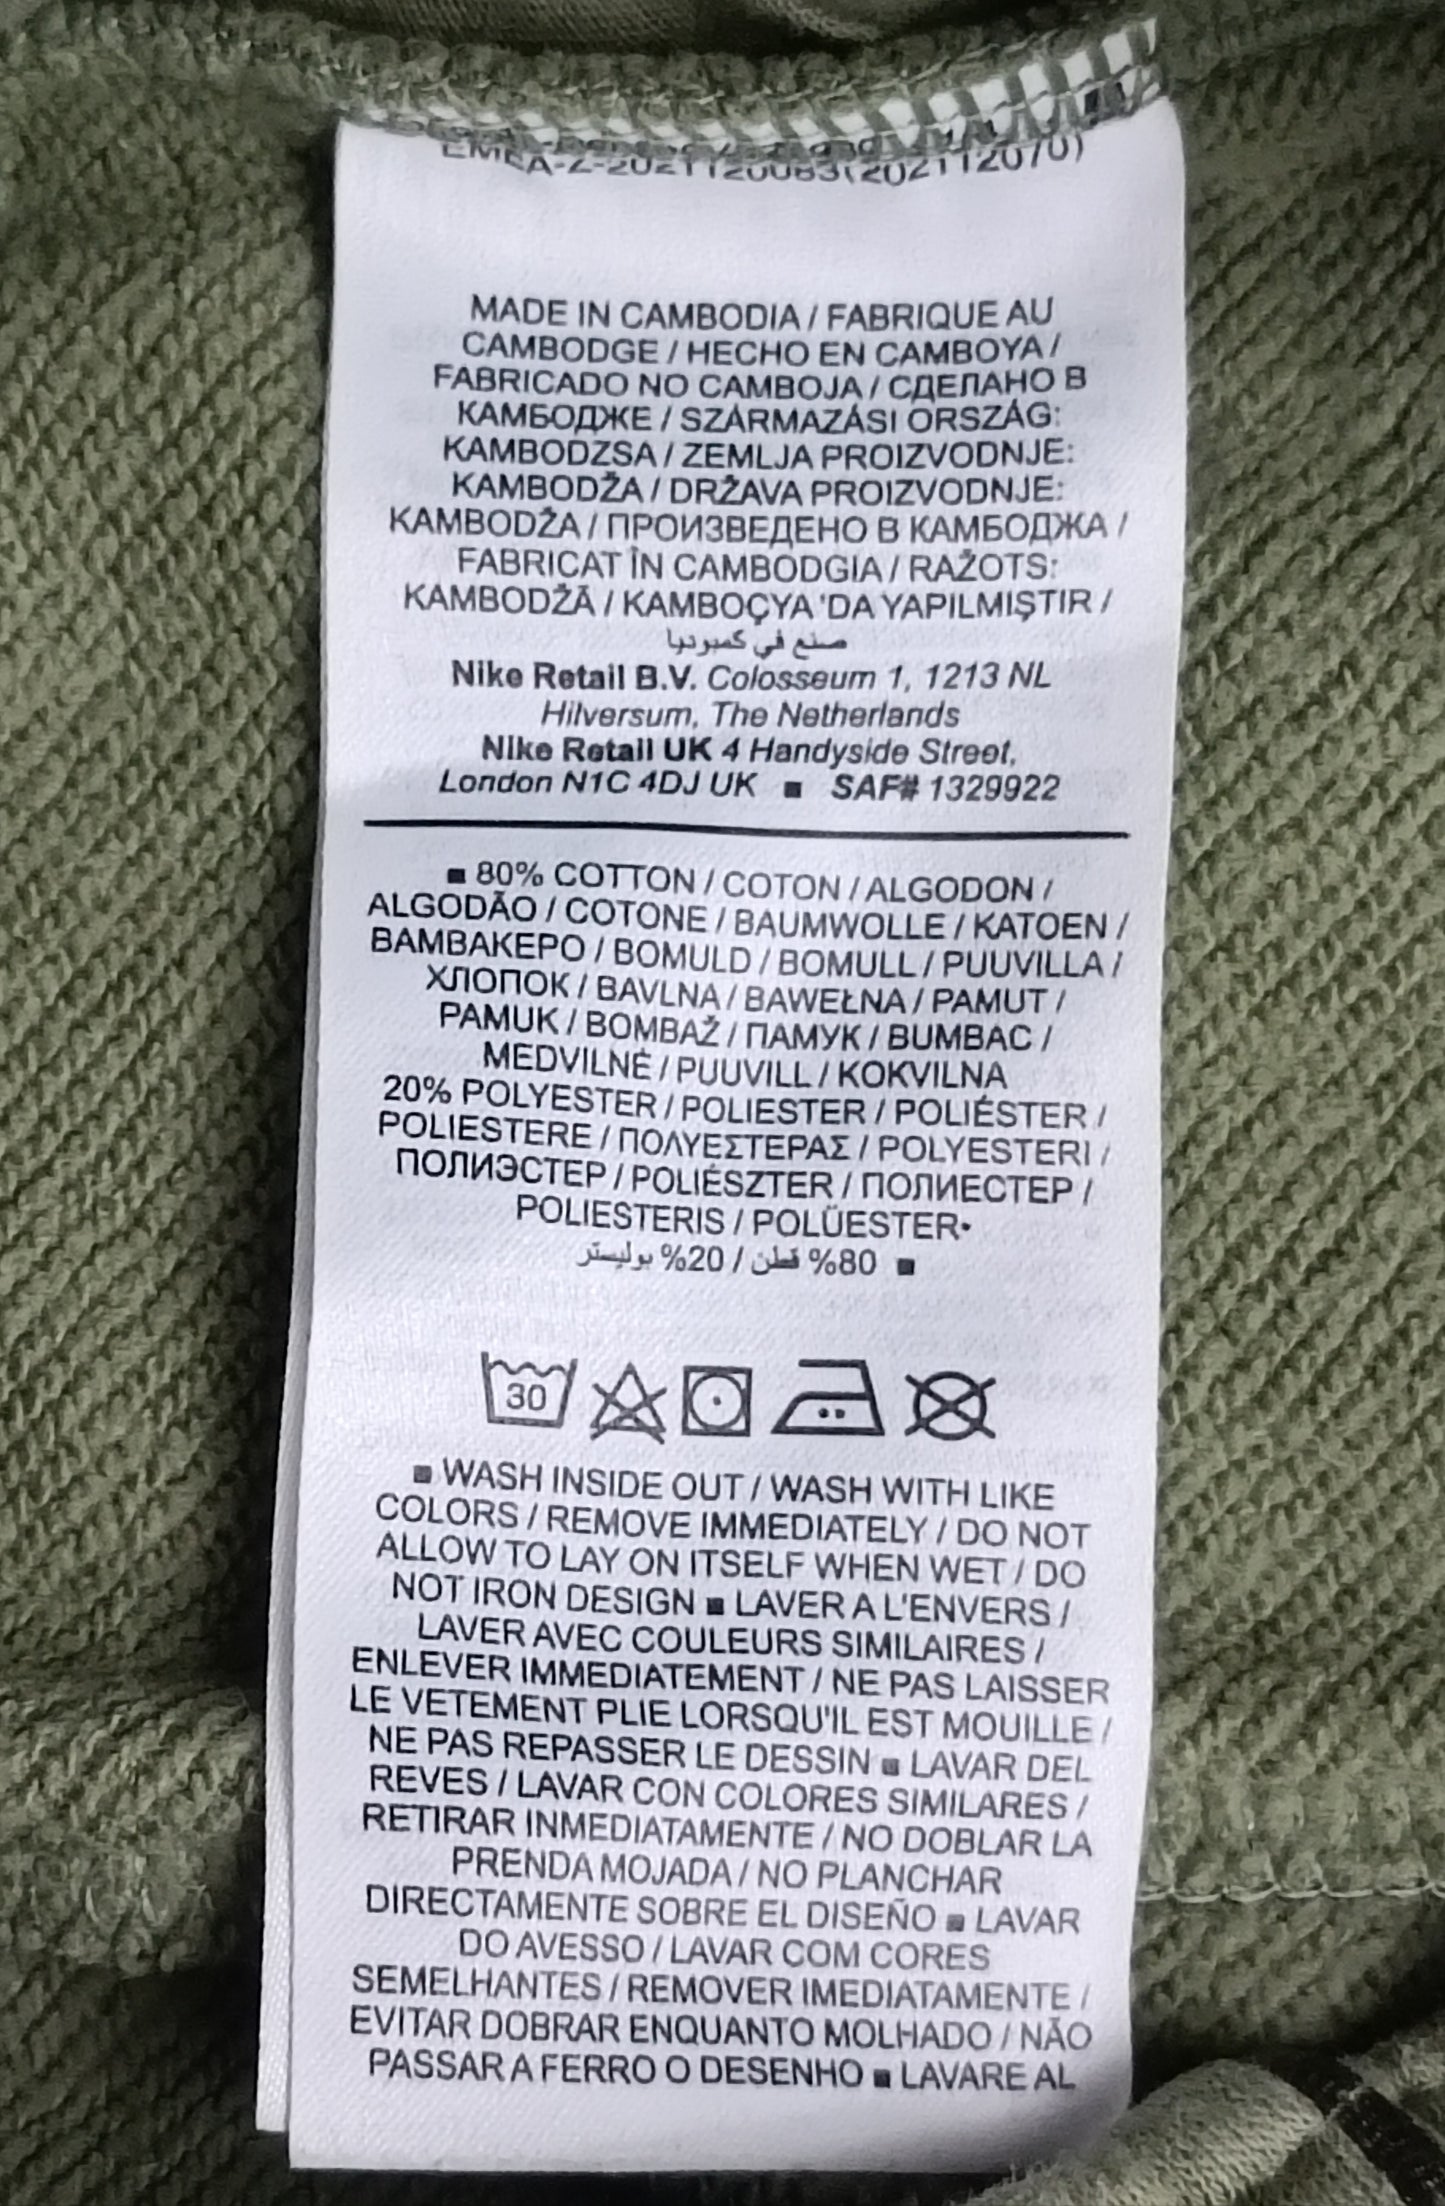 MADE IN CAMBODIA / FABRIQUE AU
CAMBODGE / HECHO EN CAMBOYA /
FABRICADO NO CAMBOJA / СДЕЛАНО В
КАМБОДЖЕ / SZÁRMAZÁSI ORSZÁG:
KAMBODZSA / ZEMLJA PROIZVODNJE:
KAMBODŽA / DRŽAVA PROIZVODNJE:
KAMBODŽA / ПРОИЗВЕДЕНО В КАМБОДЖА /
FABRICAT ÎN CAMBODGIA / RAŽOTS:
KAMBODŽĀ / KAMBOÇYA 'DA YAPILMIŞTIR /
صنع في كمبوديا
Nike Retail B.V. Colosseum 1, 1213 NL
Hilversum, The Netherlands
Nike Retail UK 4 Handyside Street,
London N1C 4DJ UK ■ SAF# 1329922
■ 80% COTTON / COTON / ALGODON /
ALGODÃO / COTONE / BAUMWOLLE / KATOEN /
ΒΑΜΒΑΚΕΡΟ / BOMULD / BOMULL / PUUVILLA /
ХЛОПОК / BAVLNA / BAWEŁNA / PAMUT /
PAMUK / BOMBAŽ / ПАМУК / BUMBAC /
MEDVILNĖ / PUUVILL / KOKVILNA
20% POLYESTER / POLIESTER / POLIÉSTER /
POLIESTERE / ΠΟΛΥΕΣΤΕΡΑΣ / POLYESTERI /
ПОЛИЭСТЕР / POLIÉSZTER / ПОЛИЕСТЕР /
POLIESTERIS / POLÜESTER•
■ 80% قطن / 20% بوليستر
30
■ WASH INSIDE OUT / WASH WITH LIKE
COLORS / REMOVE IMMEDIATELY / DO NOT
ALLOW TO LAY ON ITSELF WHEN WET / DO
NOT IRON DESIGN ■ LAVER A L'ENVERS /
LAVER AVEC COULEURS SIMILAIRES /
ENLEVER IMMEDIATEMENT / NE PAS LAISSER
LE VETEMENT PLIE LORSQU'IL EST MOUILLE /
NE PAS REPASSER LE DESSIN ■ LAVAR DEL
REVES / LAVAR CON COLORES SIMILARES /
RETIRAR INMEDIATAMENTE / NO DOBLAR LA
PRENDA MOJADA / NO PLANCHAR
DIRECTAMENTE SOBRE EL DISEÑO ■ LAVAR
DO AVESSO / LAVAR COM CORES
SEMELHANTES / REMOVER IMEDIATAMENTE /
EVITAR DOBRAR ENQUANTO MOLHADO / NÃO
PASSAR A FERRO O DESENHO ■ LAVARE AL